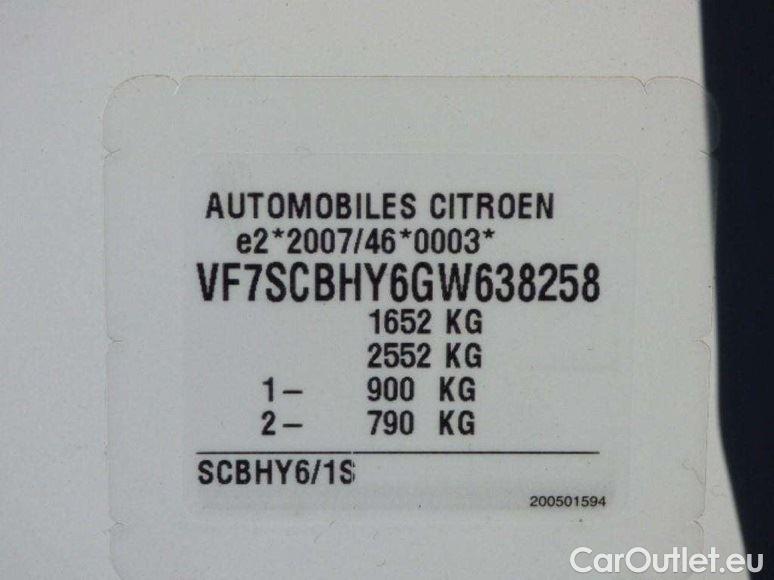 AUTOMOBILES CITROEN
e2*2007/46*0003*
VF7SCBHY6GW638258
1652 KG
2552 KG
1– 900 KG
2– 790 KG
SCBHY6/1S
200501594
CarOutlet.eu